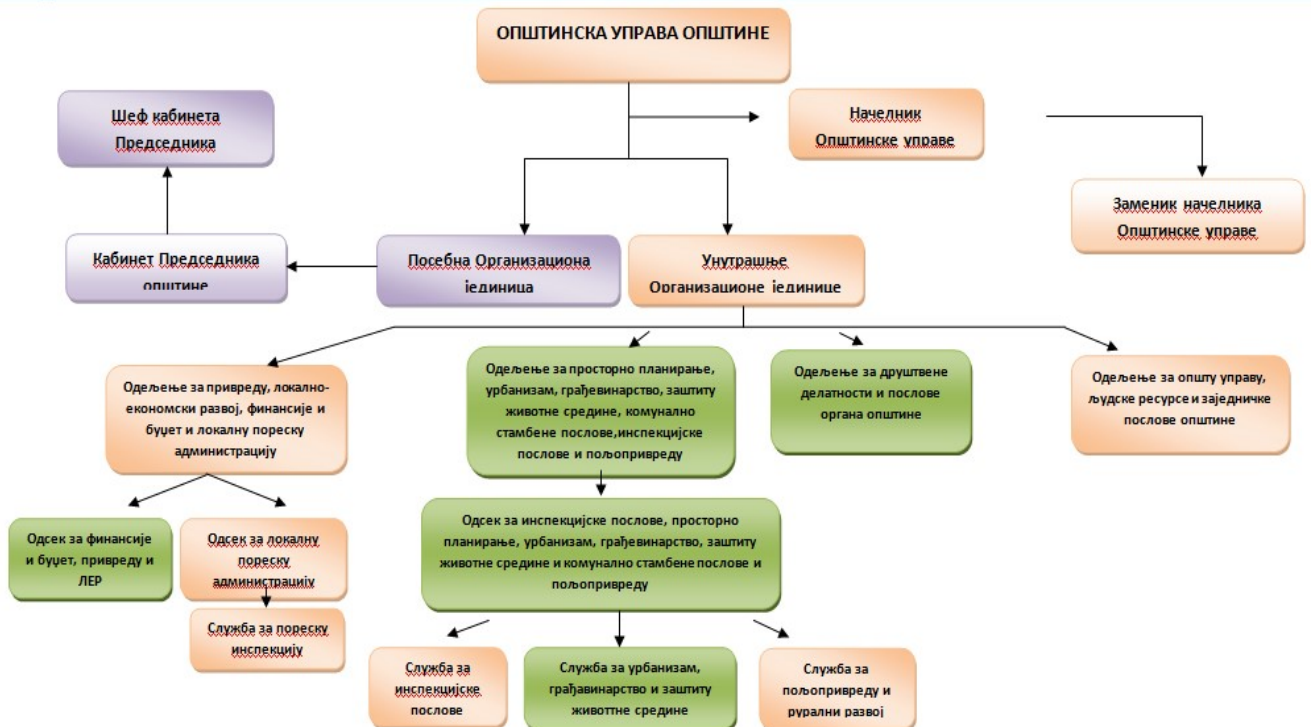 ОПШТИНСКА УПРАВА ОПШТИНЕ
Шеф кабинета
Председника
Начелник
Општинске управе
Заменик начелника
Општинске управе
Кабинет Председника
општине
Посебна Организациона
јединица
Унутрашње
Организационе јединице
Одељење за привреду, локално-
економски развој, финансије и
буџет и локалну пореску
администрацију
Одељење за просторно планирање,
урбанизам, грађевинарство, заштиту
животне средине, комунално
стамбене послове,инспекцијске
послове и пољопривреду
Одељење за друштвене
делатности и послове
органа општине
Одељење за општу управу,
људске ресурсе и заједничке
послове општине
Одсек за финансије
и буџет, привреду и
ЛЕР
Одсек за локалну
пореску
администрацију
Служба за пореску
инспекцију
Одсек за инспекцијске послове, просторно
планирање, урбанизам, грађевинарство, заштиту
животне средине и комунално стамбене послове и
пољопривреду
Служба за
инспекцијске
послове
Служба за урбанизам,
грађавинарство и заштиту
животтне средине
Служба за
пољопривреду и
рурални развој